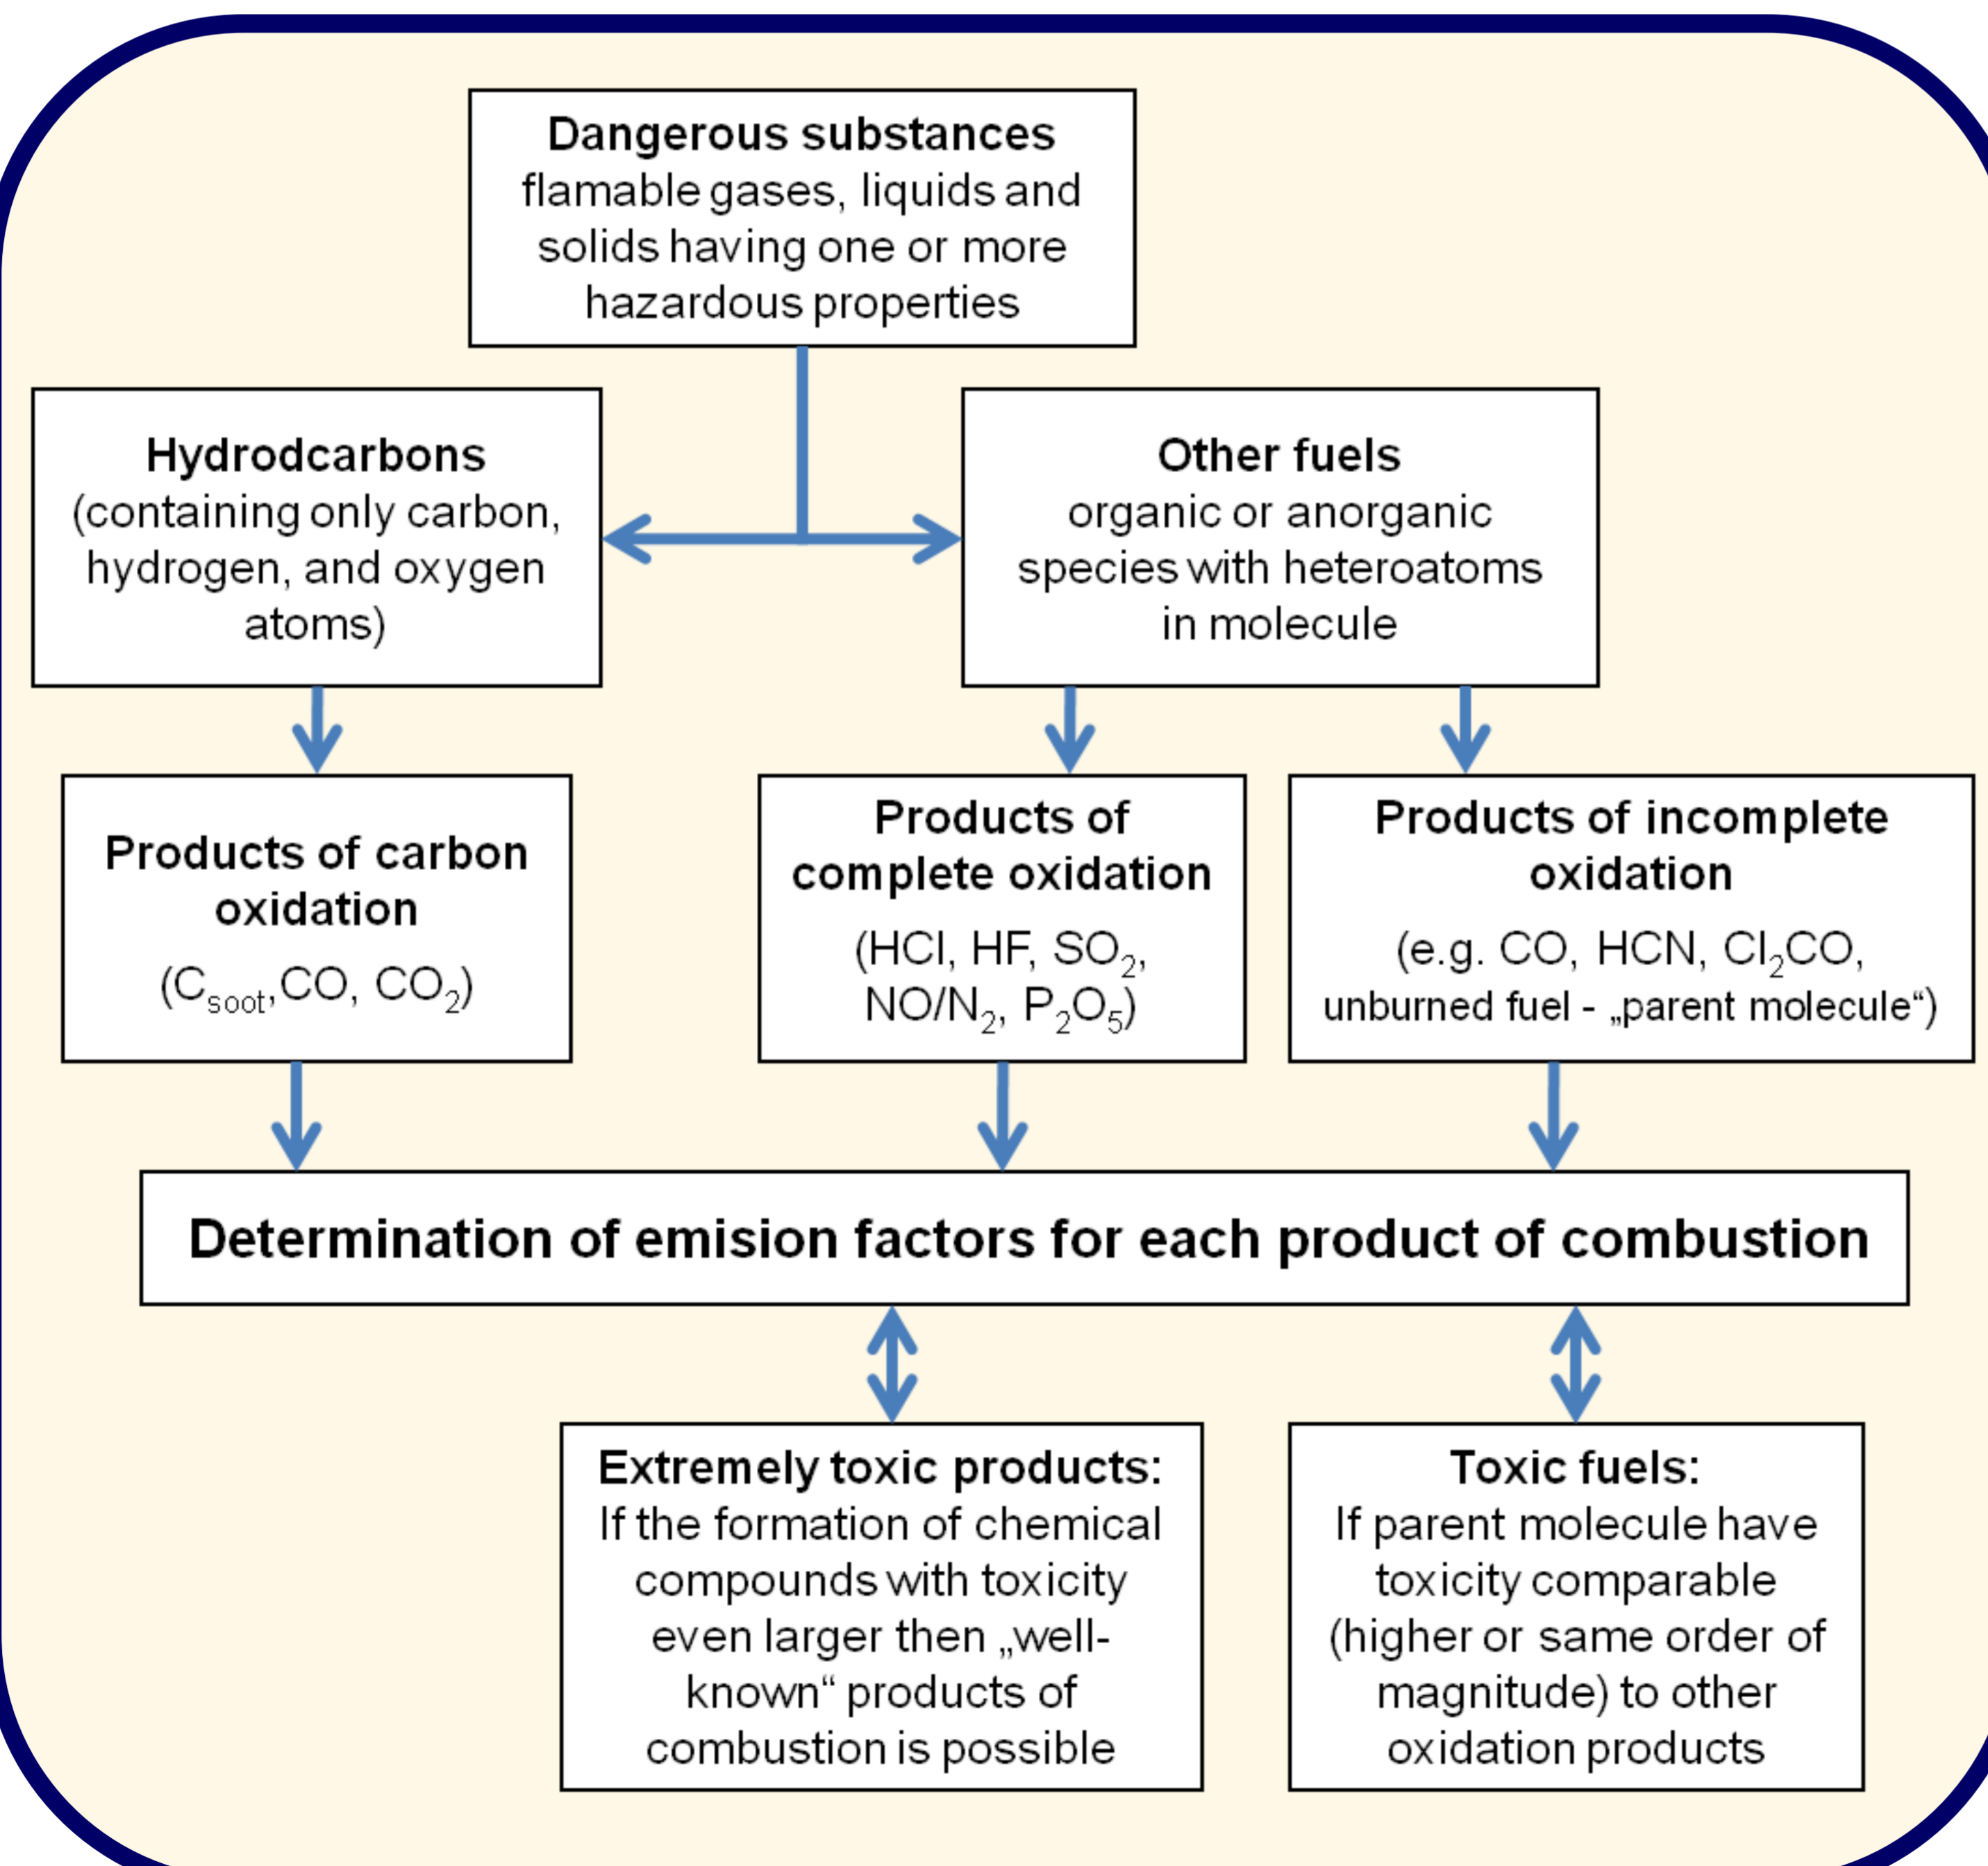 Dangerous substances
flamable gases, liquids and
solids having one or more
hazardous properties
Hydrodcarbons
(containing only carbon,
hydrogen, and oxygen
atoms)
Other fuels
organic or anorganic
species with heteroatoms
in molecule
Products of carbon
oxidation
(C_soot, CO, CO₂)
Products of
complete oxidation
(HCl, HF, SO₂,
NO/N₂, P₂O₅)
Products of incomplete
oxidation
(e.g. CO, HCN, Cl₂CO,
unburned fuel - „parent molecule“)
Determination of emision factors for each product of combustion
Extremely toxic products:
If the formation of chemical
compounds with toxicity
even larger then „well-
known“ products of
combustion is possible
Toxic fuels:
If parent molecule have
toxicity comparable
(higher or same order of
magnitude) to other
oxidation products